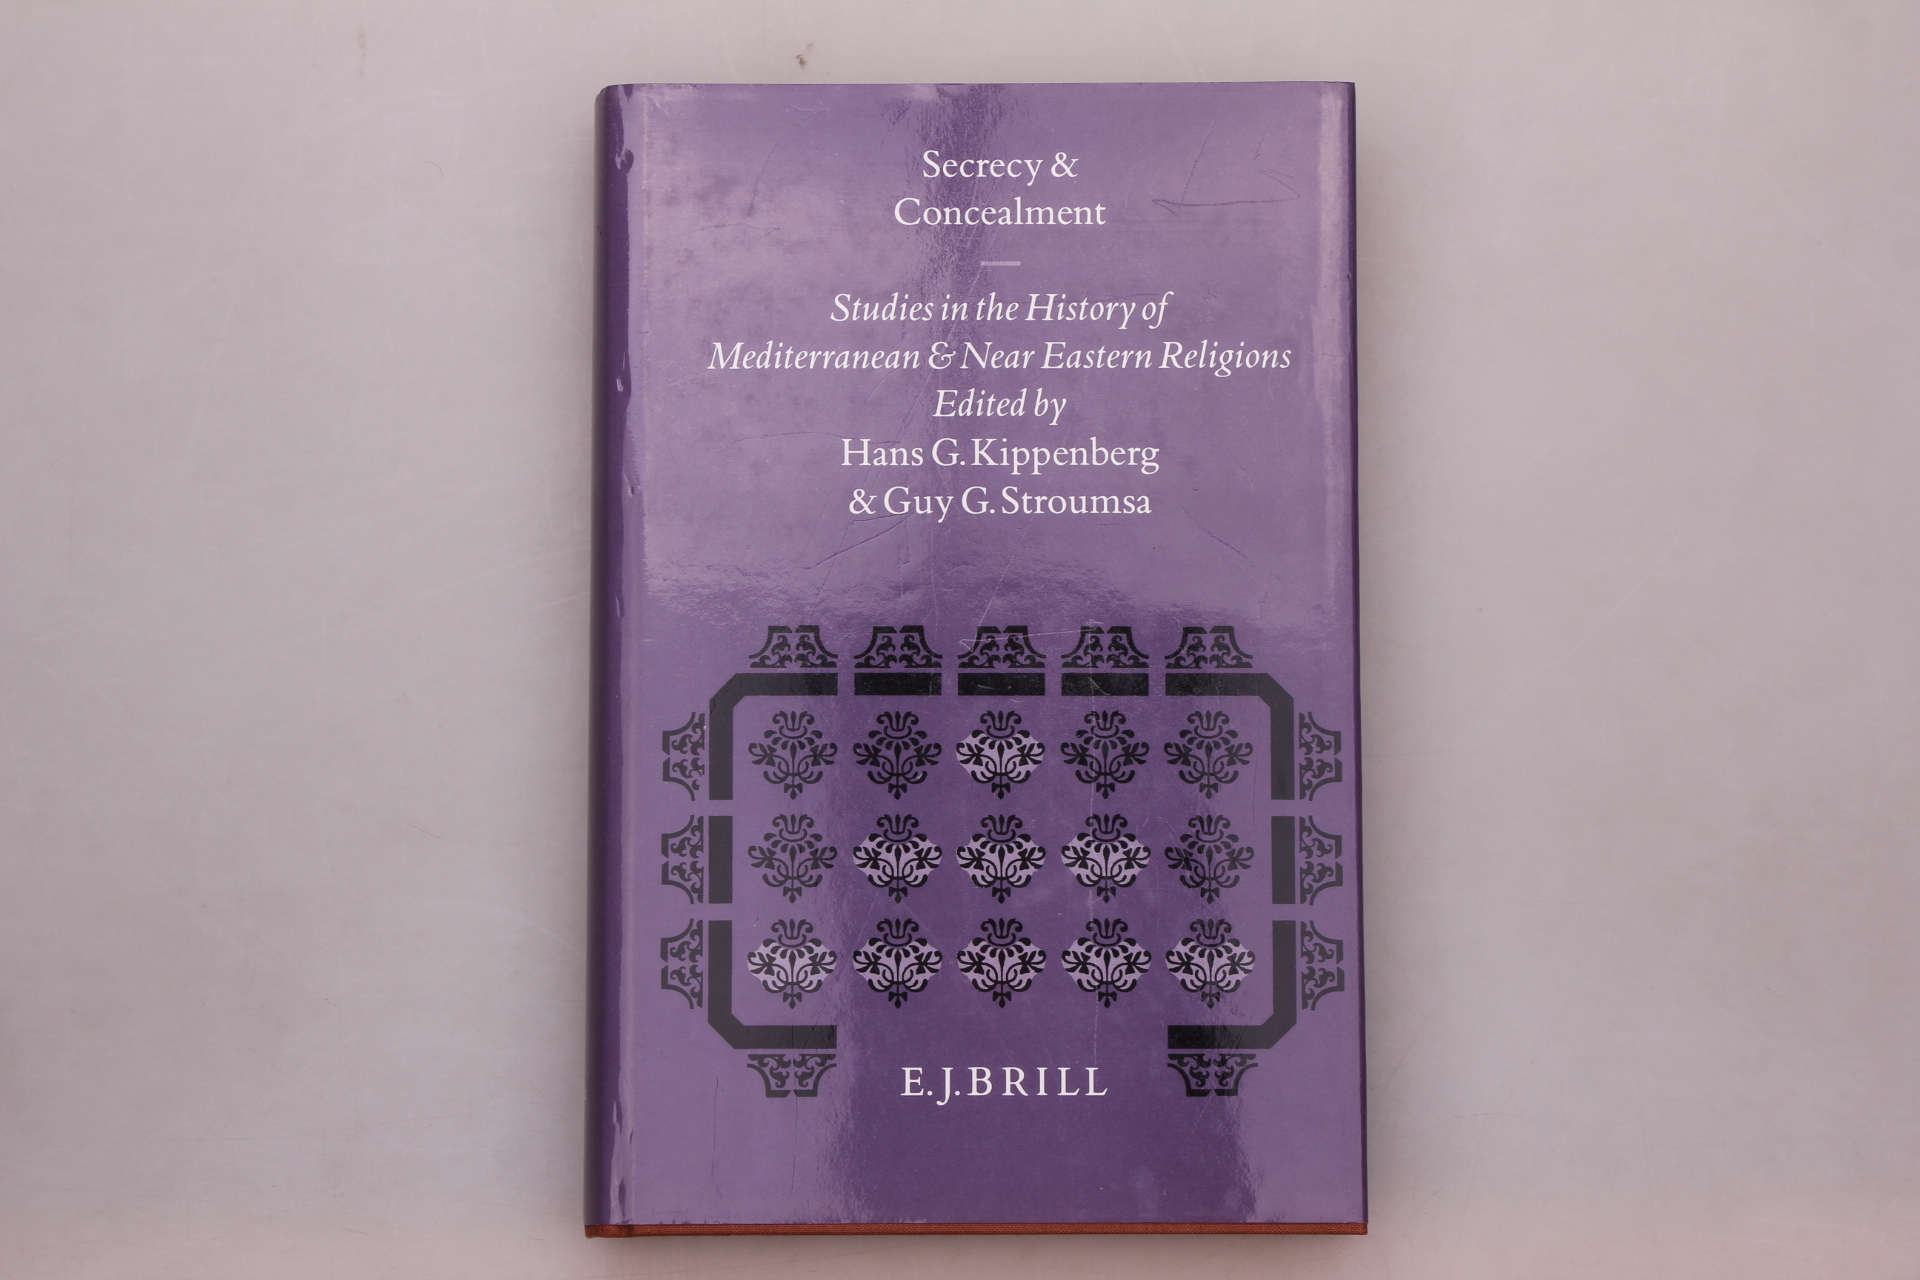 Secrecy &
Concealment
Studies in the History of
Mediterranean & Near Eastern Religions
Edited by
Hans G. Kippenberg
& Guy G. Stroumsa
E.J. BRILL